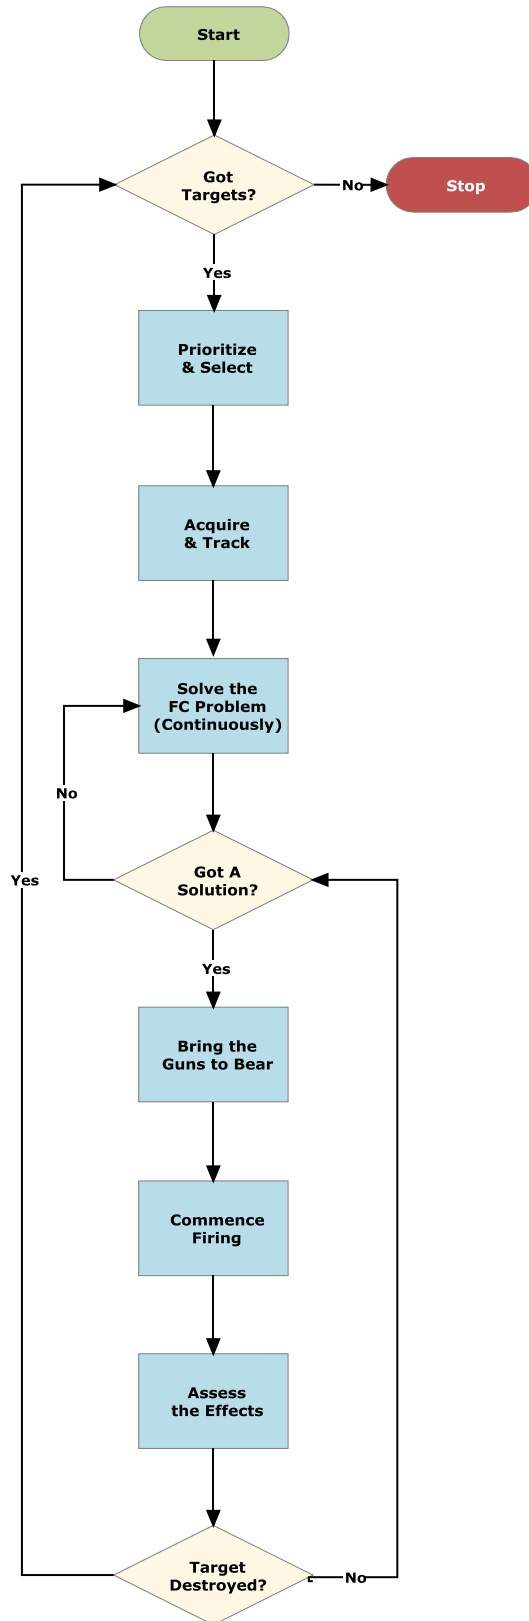 Start
Got
Targets?
No
Stop
Yes
Prioritize
& Select
Acquire
& Track
Solve the
FC Problem
(Continuously)
No
Got A
Solution?
Yes
Yes
Bring the
Guns to Bear
Commence
Firing
Assess
the Effects
Target
Destroyed?
No